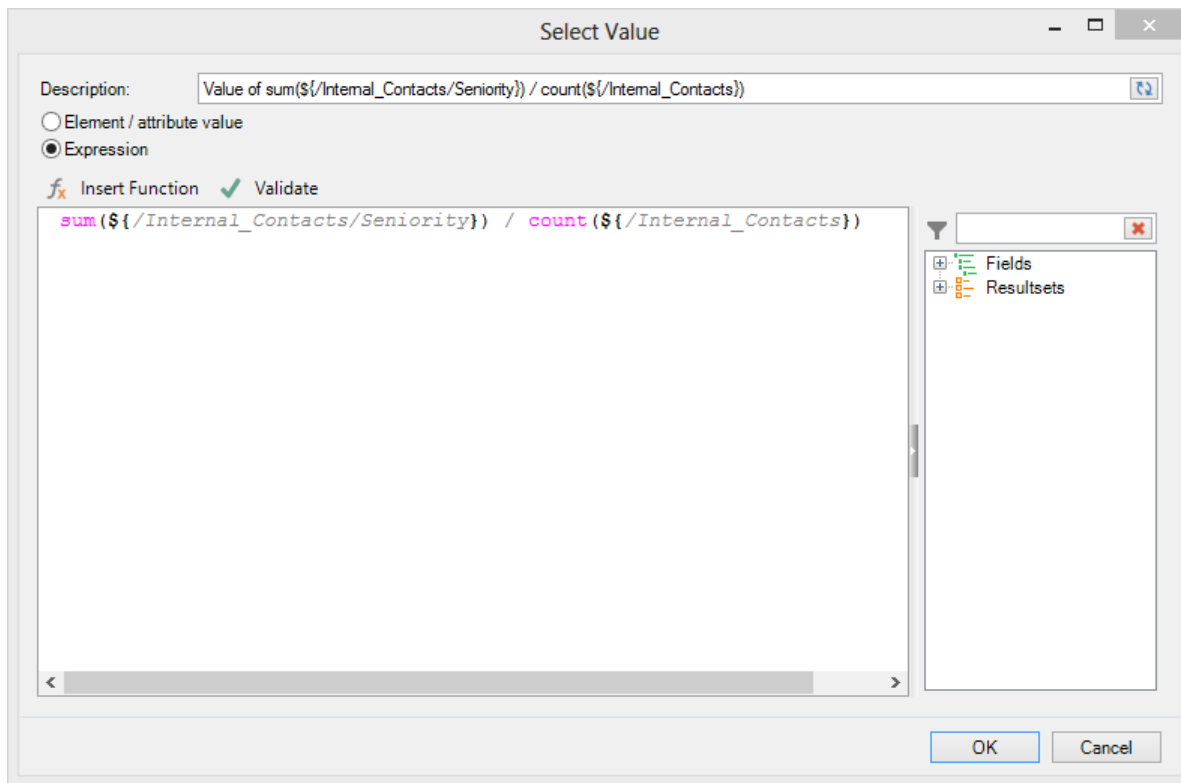 Select Value
Description: Value of sum(${/Internal_Contacts/Seniority}) / count(${/Internal_Contacts})
Element / attribute value
Expression
fx Insert Function Validate
sum(${/Internal_Contacts/Seniority}) / count(${/Internal_Contacts})
Fields
Resultsets
OK Cancel